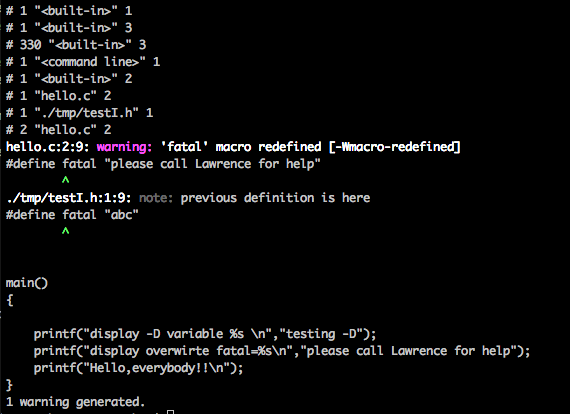 # 1 "<built-in>" 1
# 1 "<built-in>" 3
# 330 "<built-in>" 3
# 1 "<command line>" 1
# 1 "<built-in>" 2
# 1 "hello.c" 2
# 1 "./tmp/testI.h" 1
# 2 "hello.c" 2
hello.c:2:9: warning: 'fatal' macro redefined [-Wmacro-redefined]
#define fatal "please call Lawrence for help"
^
./tmp/testI.h:1:9: note: previous definition is here
#define fatal "abc"
^
main()
{
printf("display -D variable %s \n","testing -D");
printf("display overwirte fatal=%s\n","please call Lawrence for help");
printf("Hello,everybody!!\n");
}
1 warning generated.